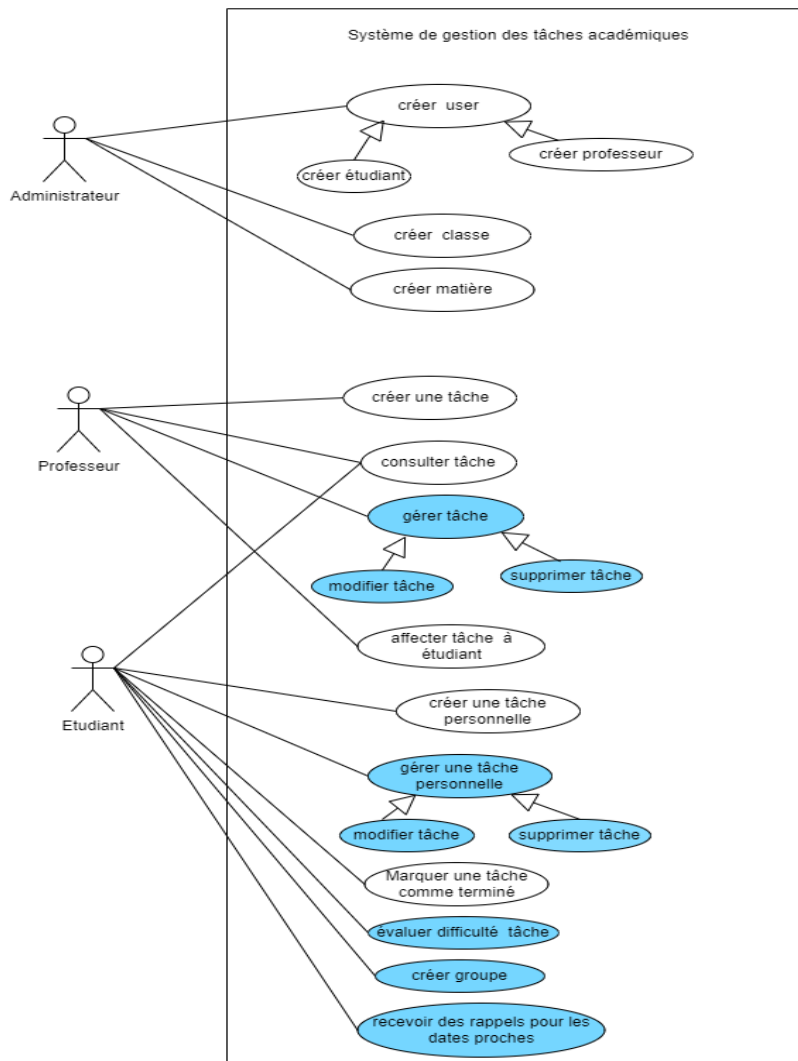 Système de gestion des tâches académiques
créer user
créer étudiant
créer professeur
Administrateur
créer classe
créer matière
créer une tâche
Professeur
consulter tâche
gérer tâche
modifier tâche
supprimer tâche
affecter tâche à
étudiant
Etudiant
créer une tâche
personnelle
gérer une tâche
personnelle
modifier tâche
supprimer tâche
Marquer une tâche
comme terminé
évaluer difficulté tâche
créer groupe
recevoir des rappels pour les
dates proches